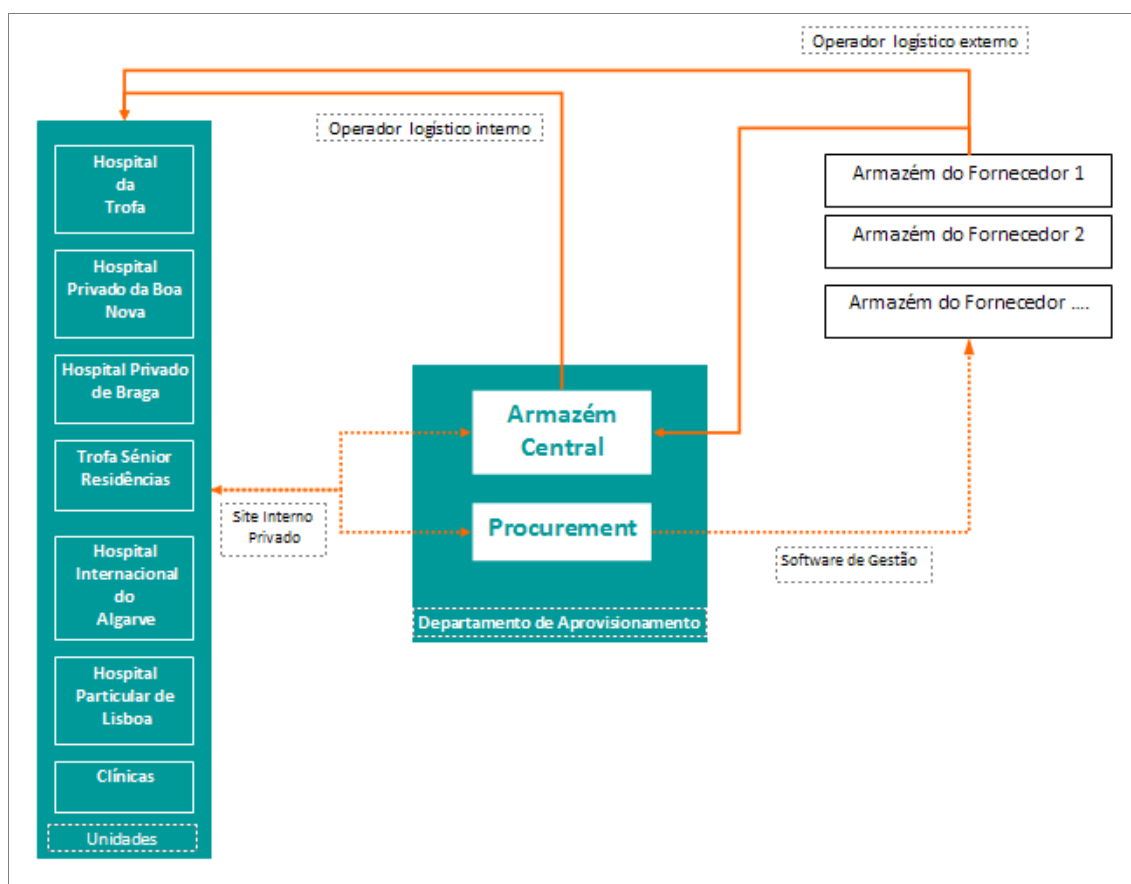 Operador logístico externo
Operador logístico interno
Hospital
da
Trofa
Hospital
Privado da Boa
Nova
Hospital Privado
de Braga
Trofa Sénior
Residências
Hospital
Internacional
do
Algarve
Hospital
Particular de
Lisboa
Clínicas
Unidades
Site Interno
Privado
Armazém
Central
Procurement
Departamento de Aprovisionamento
Armazém do Fornecedor 1
Armazém do Fornecedor 2
Armazém do Fornecedor ....
Software de Gestão